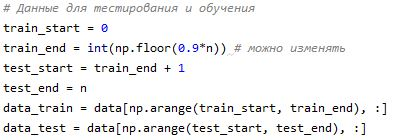 # Данные для тестирования и обучения
train_start = 0
train_end = int(np.floor(0.9*n)) # можно изменять
test_start = train_end + 1
test_end = n
data_train = data[np.arange(train_start, train_end), :]
data_test = data[np.arange(test_start, test_end), :]